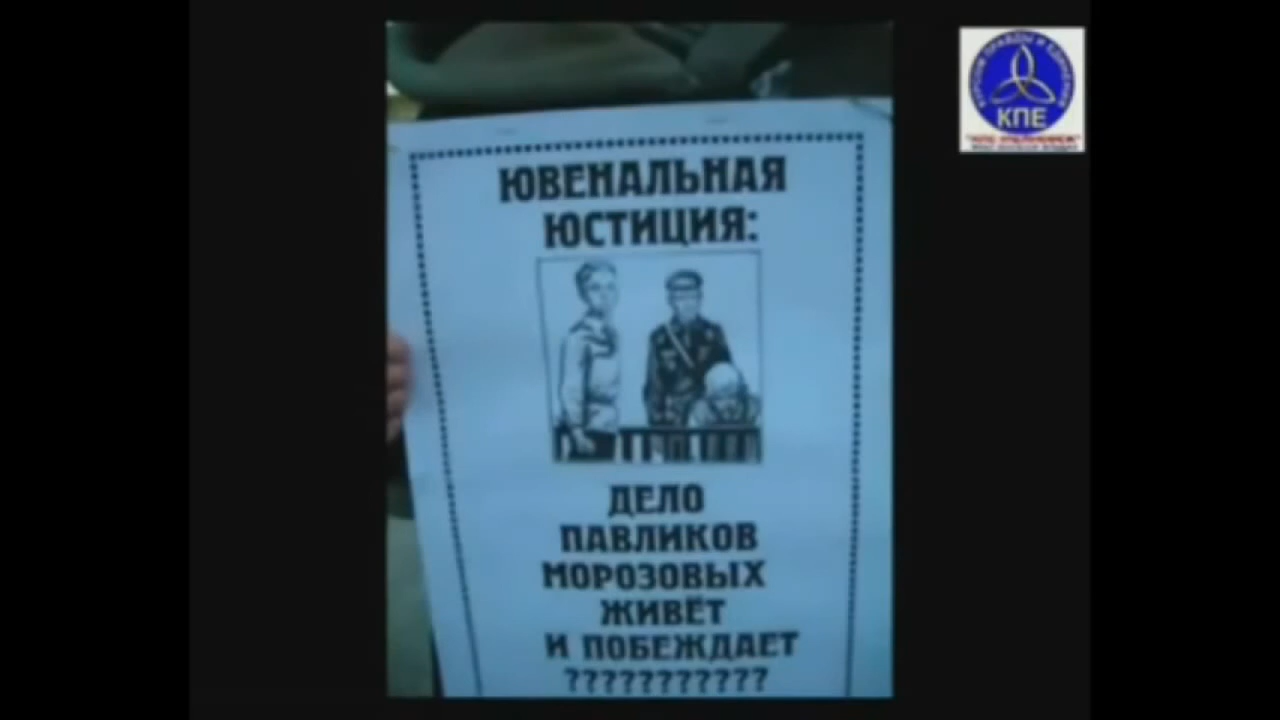 ЮВЕНАЛЬНАЯ
ЮСТИЦИЯ:
ДЕЛО
ПАВЛИКОВ
МОРОЗОВЫХ
ЖИВЁТ
И ПОБЕЖДАЕТ
???????????
КПЕ